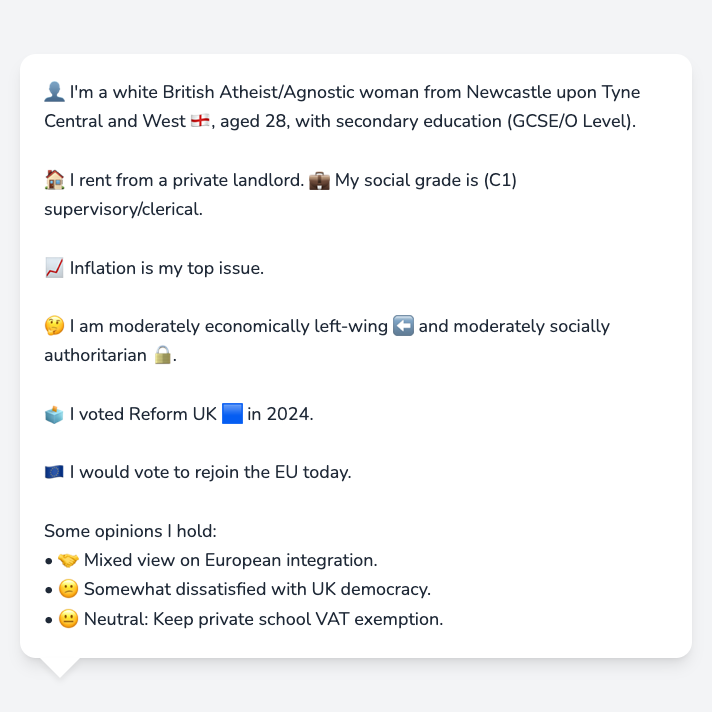 👤 I'm a white British Atheist/Agnostic woman from Newcastle upon Tyne
Central and West 🏴󠁧󠁢󠁥󠁮󠁧󠁿, aged 28, with secondary education (GCSE/O Level).
🏠 I rent from a private landlord. 💼 My social grade is (C1)
supervisory/clerical.
📈 Inflation is my top issue.
🤔 I am moderately economically left-wing ⬅️ and moderately socially
authoritarian 🔒.
🗳️ I voted Reform UK 🟦 in 2024.
🇪🇺 I would vote to rejoin the EU today.
Some opinions I hold:
• 🤝 Mixed view on European integration.
• 😕 Somewhat dissatisfied with UK democracy.
• 😐 Neutral: Keep private school VAT exemption.